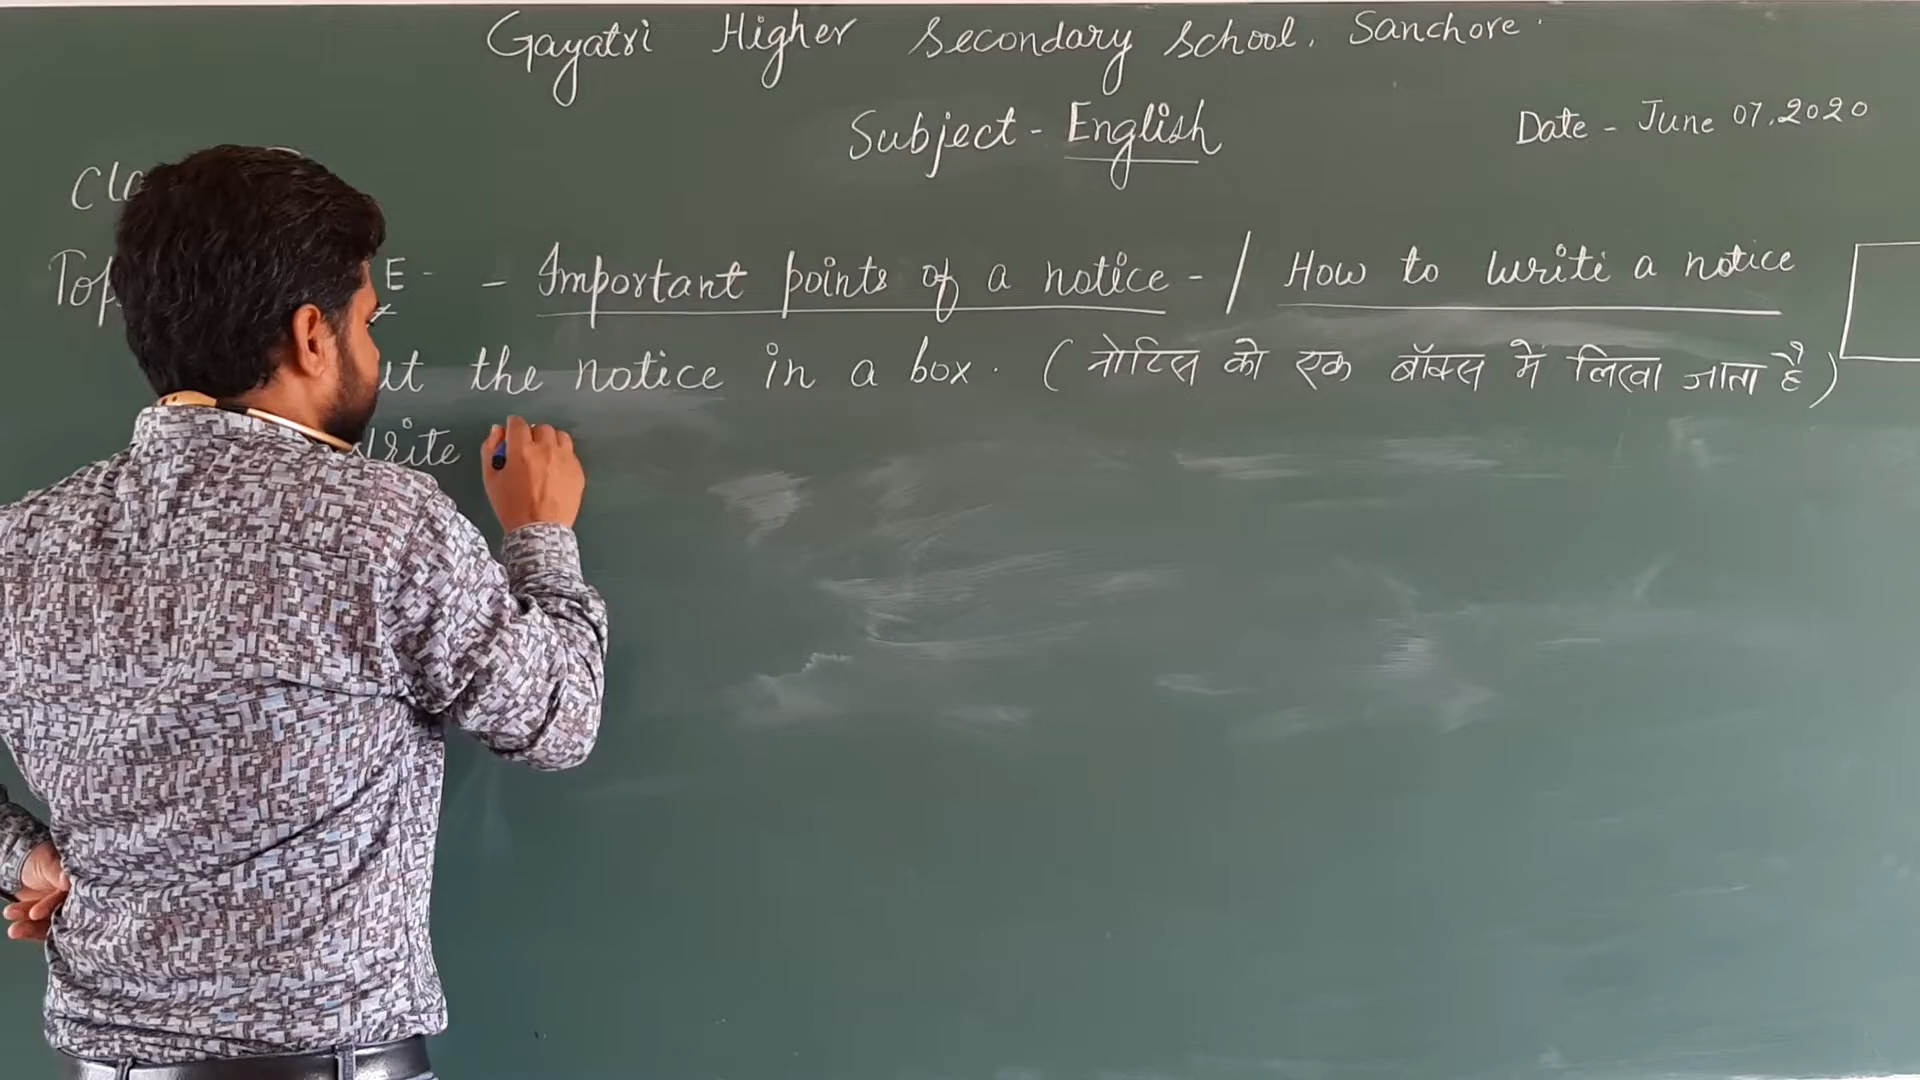 Gayatri Higher Secondary School, Sanchore.
Subject - English
Date - June 07, 2020
- Important points of a notice - / How to write a notice
the notice in a box. (नोटिस को एक बॉक्स में लिखा जाता है)
Write